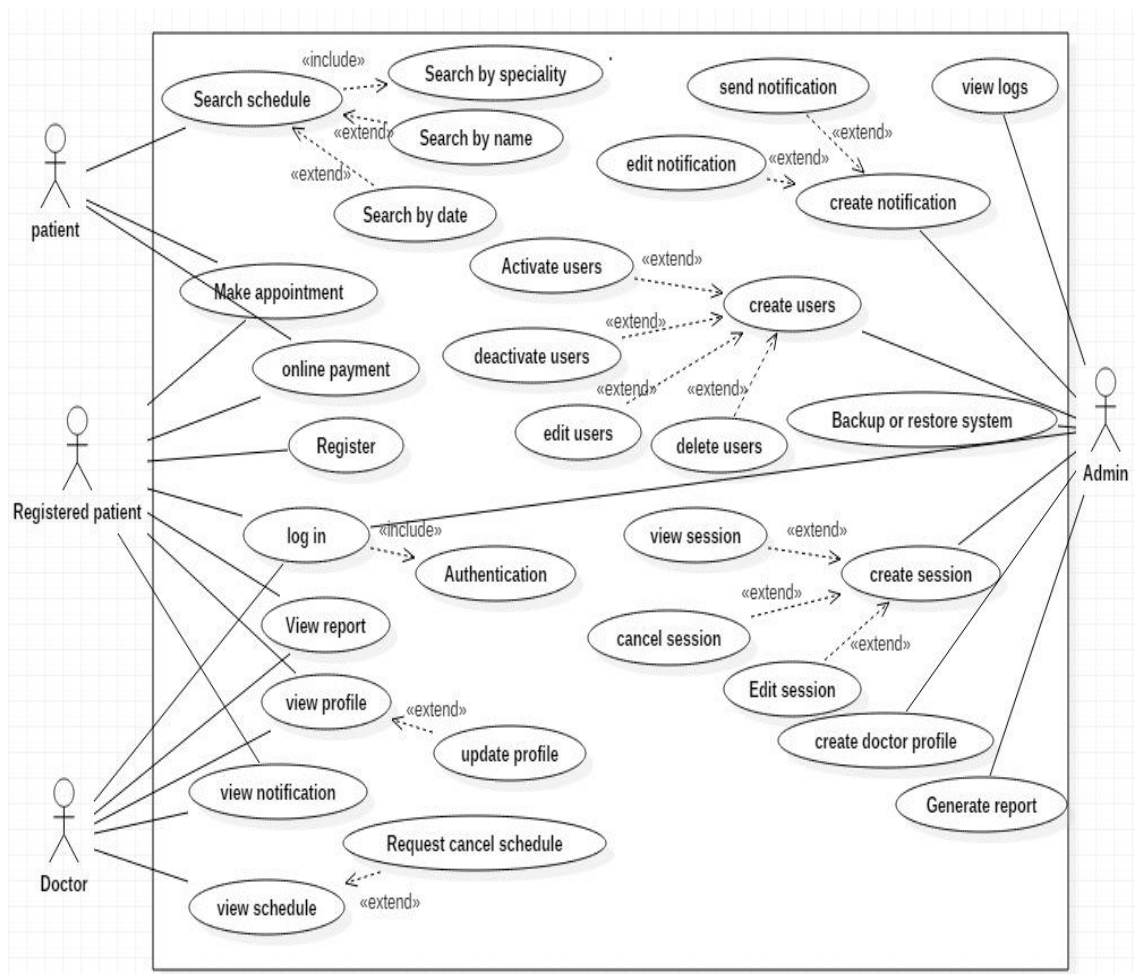 «include»
Search by speciality
Search schedule
send notification
view logs
«extend»
Search by name
«extend»
edit notification
«extend»
«extend»
create notification
Search by date
patient
Activate users
«extend»
Make appointment
create users
«extend»
deactivate users
online payment
«extend»
«extend»
Backup or restore system
edit users
delete users
Register
Admin
Registered patient
log in
«include»
view session
«extend»
Authentication
create session
«extend»
View report
cancel session
«extend»
view profile
«extend»
Edit session
update profile
create doctor profile
view notification
Generate report
Request cancel schedule
Doctor
view schedule
«extend»